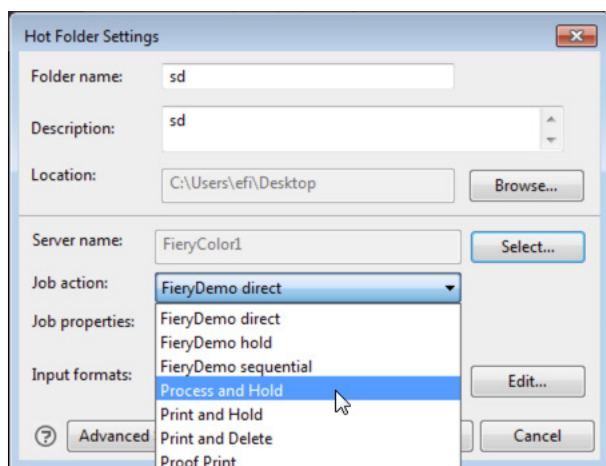 Hot Folder Settings
Folder name: sd
Description: sd
Location: C:\Users\efi\Desktop Browse...
Server name: FieryColor1 Select...
Job action: FieryDemo direct
Job properties: FieryDemo direct
FieryDemo hold
Input formats: FieryDemo sequential Edit...
Process and Hold
Print and Hold
? Advanced Print and Delete Cancel
Proof Print